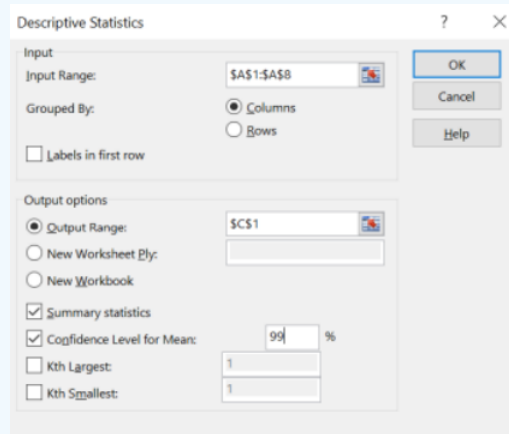 Descriptive Statistics ? ×
Input
Input Range: $A$1:$A$8
OK
Grouped By: Columns
Cancel
Rows
Help
Labels in first row
Output options
Output Range: $C$1
New Worksheet Ply:
New Workbook
Summary statistics
Confidence Level for Mean: 99 %
Kth Largest: 1
Kth Smallest: 1